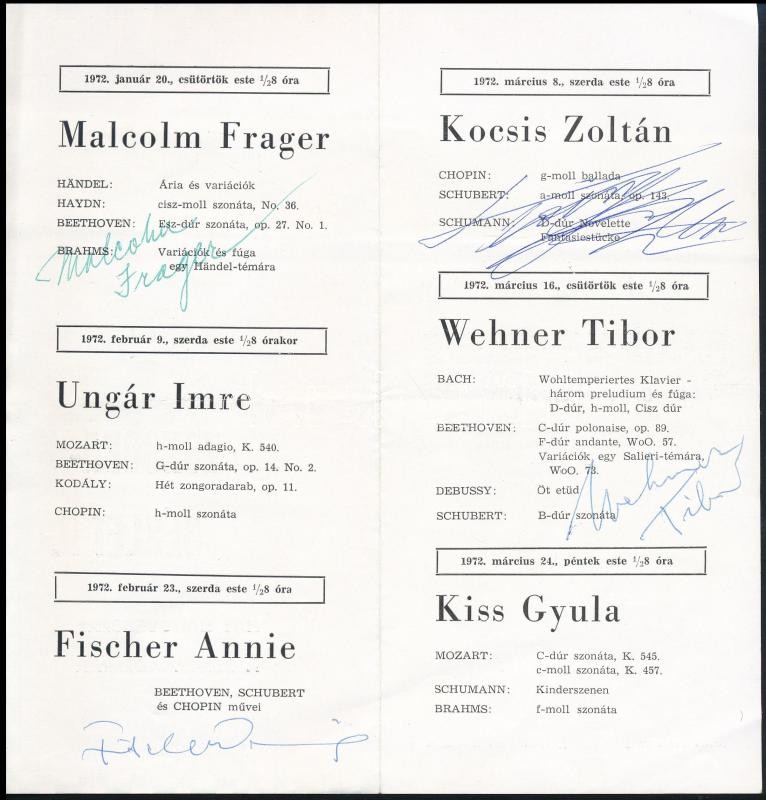 1972. január 20., csütörtök este 1/28 óra
Malcolm Frager
HÄNDEL: Ária és variációk
HAYDN: cisz-moll szonáta, No. 36.
BEETHOVEN: Esz-dúr szonáta, op. 27. No. 1.
BRAHMS: Variációk és fúga
egy Händel-témára
Malcolm
Frager
1972. február 9., szerda este 1/28 órakor
Ungár Imre
MOZART: h-moll adagio, K. 540.
BEETHOVEN: G-dúr szonáta, op. 14. No. 2.
KODÁLY: Hét zongoradarab, op. 11.
CHOPIN: h-moll szonáta
1972. február 23., szerda este 1/28 óra
Fischer Annie
BEETHOVEN, SCHUBERT
és CHOPIN művei
1972. március 8., szerda este 1/28 óra
Kocsis Zoltán
CHOPIN: g-moll ballada
SCHUBERT: a-moll szonáta, op. 143.
SCHUMANN: D-dúr Novelette
Fantasiestücke
1972. március 16., csütörtök este 1/28 óra
Wehner Tibor
BACH: Wohltemperiertes Klavier -
három preludium és fúga:
D-dúr, h-moll, Cisz dúr
BEETHOVEN: C-dúr polonaise, op. 89.
F-dúr andante, WoO. 57.
Variációk egy Salieri-témára,
WoO. 73.
DEBUSSY: Öt etüd
SCHUBERT: B-dúr szonáta
Wehner
Tibor
1972. március 24., péntek este 1/28 óra
Kiss Gyula
MOZART: C-dúr szonáta, K. 545.
c-moll szonáta, K. 457.
SCHUMANN: Kinderszenen
BRAHMS: f-moll szonáta